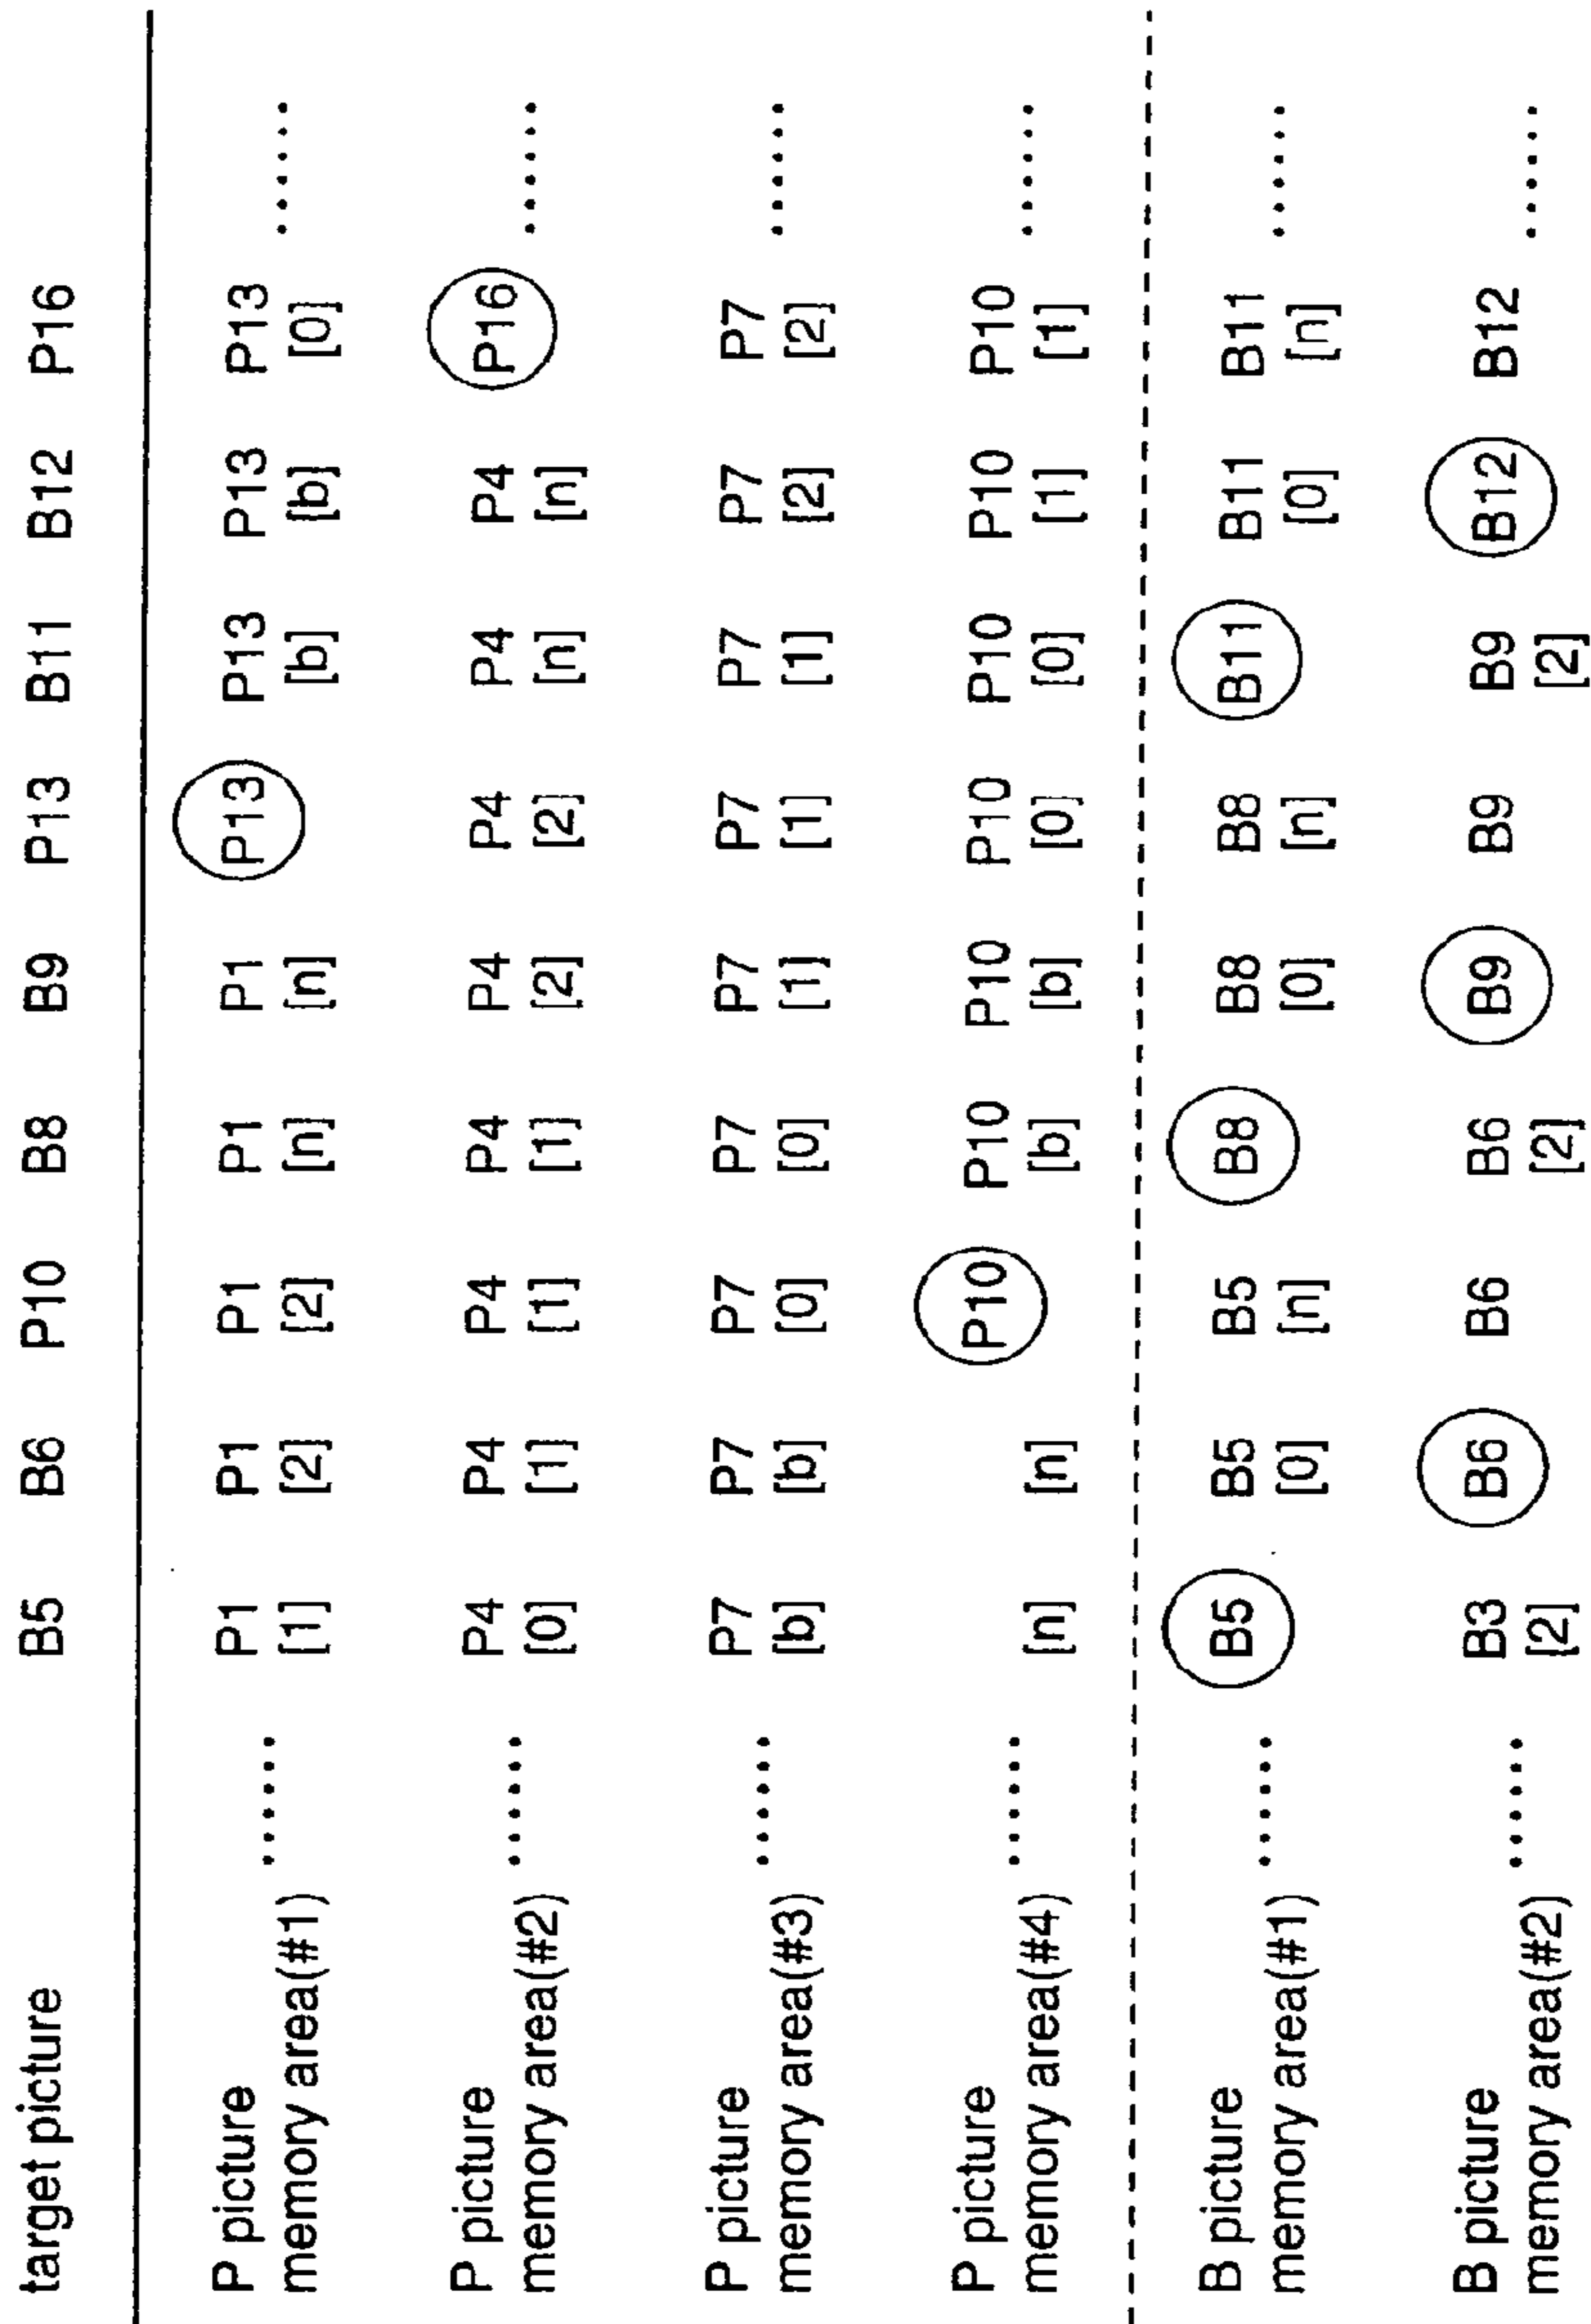 target picture B5 B6 P10 B8 B9 P13 B11 B12 P16
P picture P1 P1 P1 P1 P1 P13 P13 P13 P13
memory area(#1) ...... [1] [2] [2] [n] [n] [b] [b] [0] ......
P picture P4 P4 P4 P4 P4 P4 P4 P4 P16
memory area(#2) ...... [0] [1] [1] [1] [2] [2] [n] [n] ......
P picture P7 P7 P7 P7 P7 P7 P7 P7 P7
memory area(#3) ...... [b] [b] [0] [0] [1] [1] [1] [2] [2] ......
P picture P10 P10 P10 P10 P10 P10 P10
memory area(#4) ...... [n] [n] [b] [b] [0] [0] [1] [1] ......
B picture B5 B5 B5 B8 B8 B8 B11 B11 B11
memory area(#1) ...... [0] [n] [0] [n] [0] [n] ......
B picture B3 B6 B6 B6 B9 B9 B9 B12 B12
memory area(#2) ...... [2] [2] [2] ......